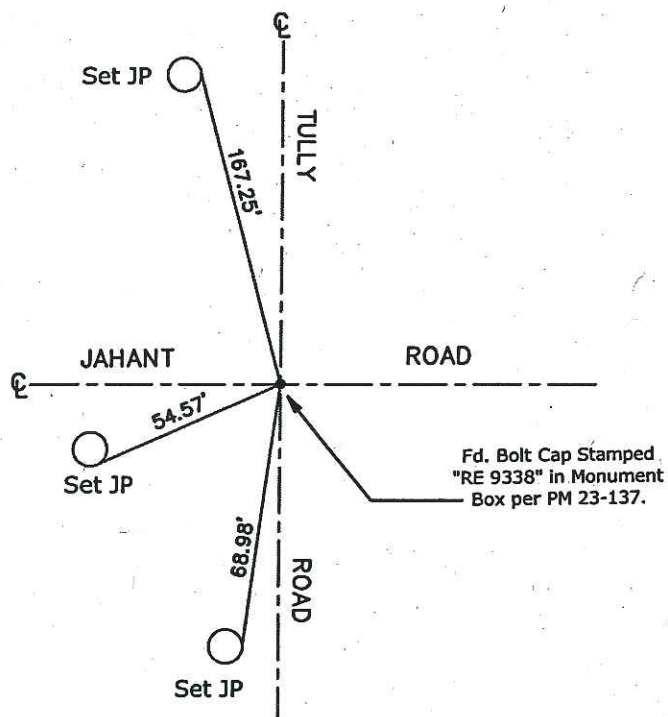 ℄
Set JP
TULLY
167.25'
JAHANT ROAD
℄
54.57'
Set JP
Fd. Bolt Cap Stamped
"RE 9338" in Monument
Box per PM 23-137.
68.98'
ROAD
Set JP